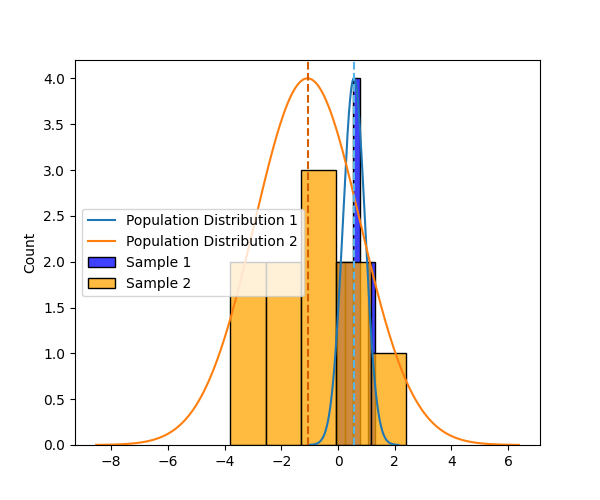 4.0
3.5
3.0
2.5
2.0
1.5
1.0
0.5
0.0
Count
Population Distribution 1
Population Distribution 2
Sample 1
Sample 2
−8 −6 −4 −2 0 2 4 6